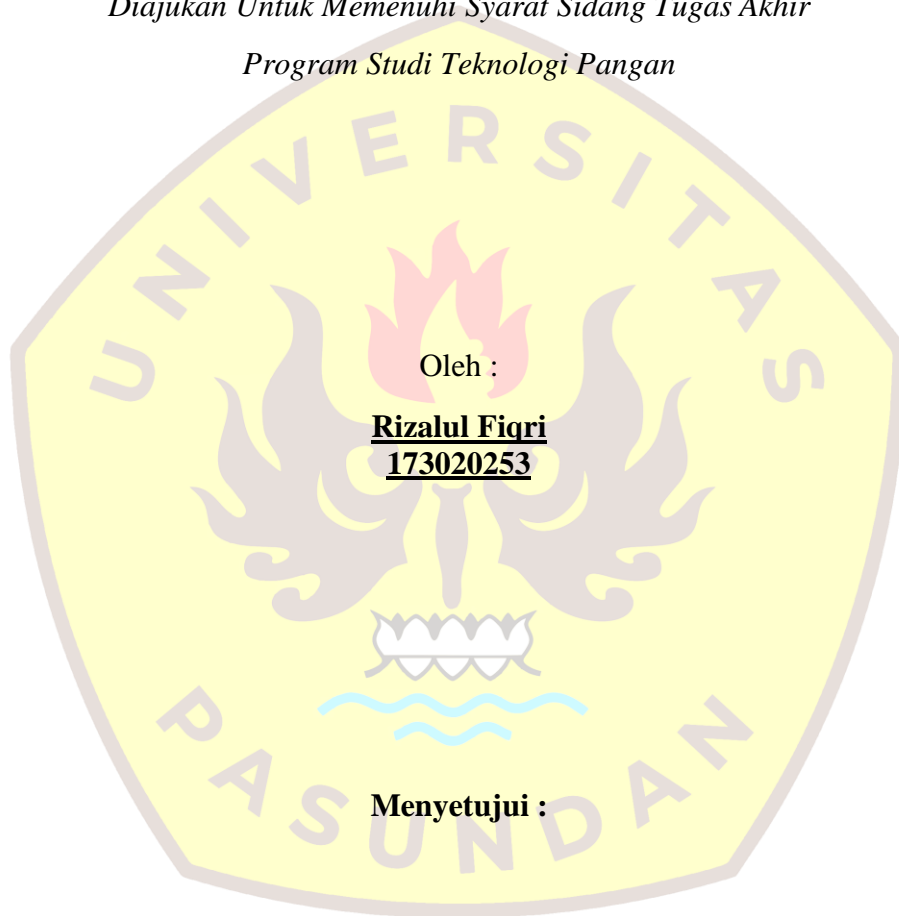 Diajukan Untuk Memenuhi Syarat Sidang Tugas Akhir
Program Studi Teknologi Pangan
UNIVERSITAS
Oleh :
Rizalul Fiqri
173020253
Menyetujui :
PASUNDAN